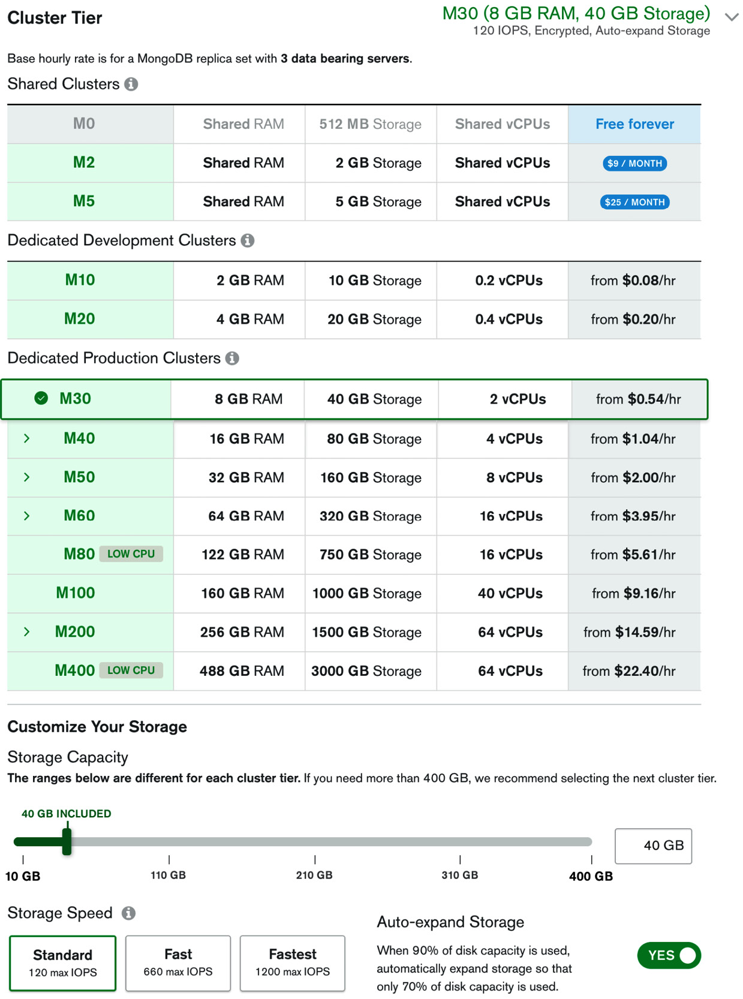 Cluster Tier
M30 (8 GB RAM, 40 GB Storage)
120 IOPS, Encrypted, Auto-expand Storage
Base hourly rate is for a MongoDB replica set with 3 data bearing servers.
Shared Clusters
M0 Shared RAM 512 MB Storage Shared vCPUs Free forever
M2 Shared RAM 2 GB Storage Shared vCPUs $9 / MONTH
M5 Shared RAM 5 GB Storage Shared vCPUs $25 / MONTH
Dedicated Development Clusters
M10 2 GB RAM 10 GB Storage 0.2 vCPUs from $0.08/hr
M20 4 GB RAM 20 GB Storage 0.4 vCPUs from $0.20/hr
Dedicated Production Clusters
M30 8 GB RAM 40 GB Storage 2 vCPUs from $0.54/hr
M40 16 GB RAM 80 GB Storage 4 vCPUs from $1.04/hr
M50 32 GB RAM 160 GB Storage 8 vCPUs from $2.00/hr
M60 64 GB RAM 320 GB Storage 16 vCPUs from $3.95/hr
M80 LOW CPU 122 GB RAM 750 GB Storage 16 vCPUs from $5.61/hr
M100 160 GB RAM 1000 GB Storage 40 vCPUs from $9.16/hr
M200 256 GB RAM 1500 GB Storage 64 vCPUs from $14.59/hr
M400 LOW CPU 488 GB RAM 3000 GB Storage 64 vCPUs from $22.40/hr
Customize Your Storage
Storage Capacity
The ranges below are different for each cluster tier. If you need more than 400 GB, we recommend selecting the next cluster tier.
40 GB INCLUDED
40 GB
10 GB 110 GB 210 GB 310 GB 400 GB
Storage Speed
Standard
120 max IOPS
Fast
660 max IOPS
Fastest
1200 max IOPS
Auto-expand Storage
When 90% of disk capacity is used,
automatically expand storage so that
only 70% of disk capacity is used.
YES